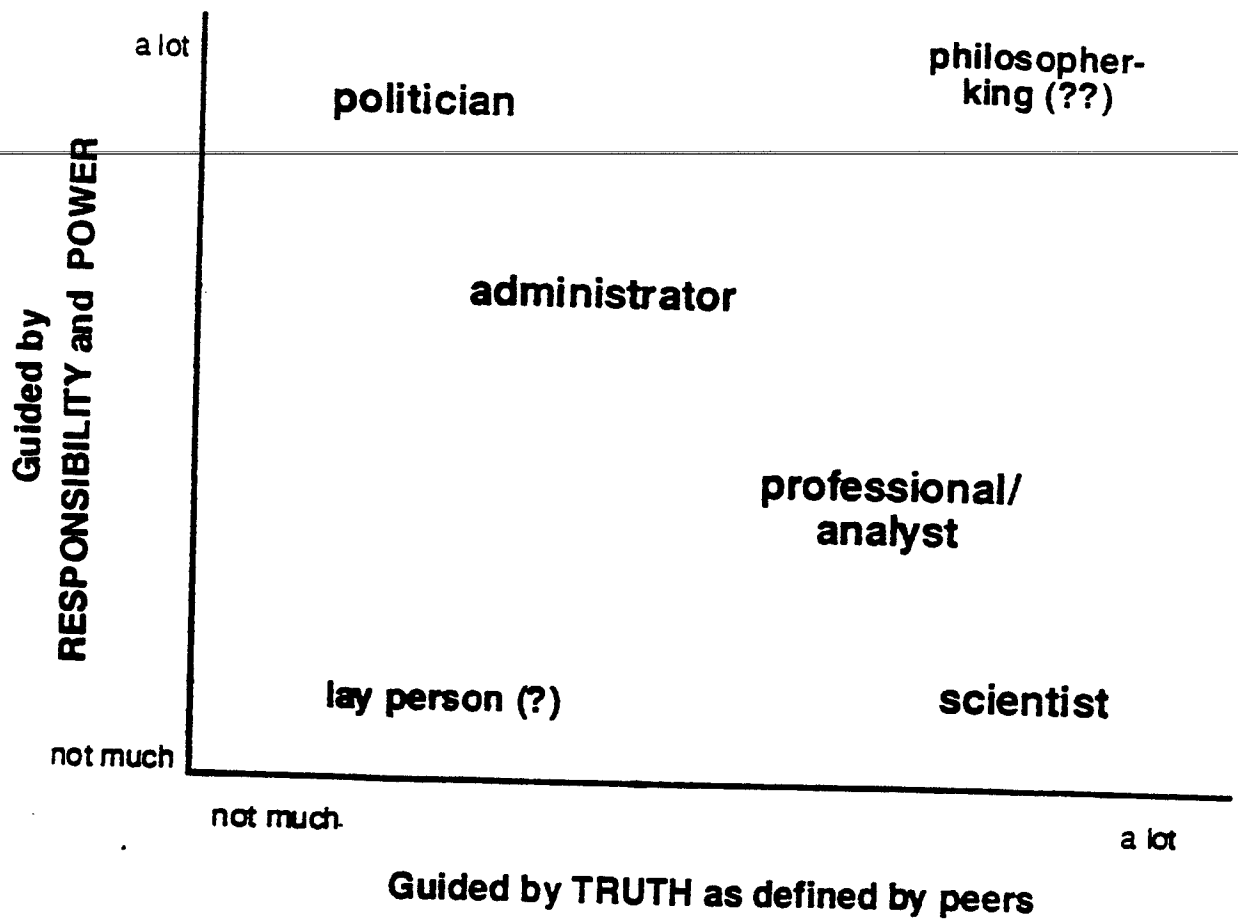 a lot
politician
philosopher-
king (??)
Guided by
RESPONSIBILITY and POWER
administrator
professional/
analyst
lay person (?)
scientist
not much
not much
a lot
Guided by TRUTH as defined by peers